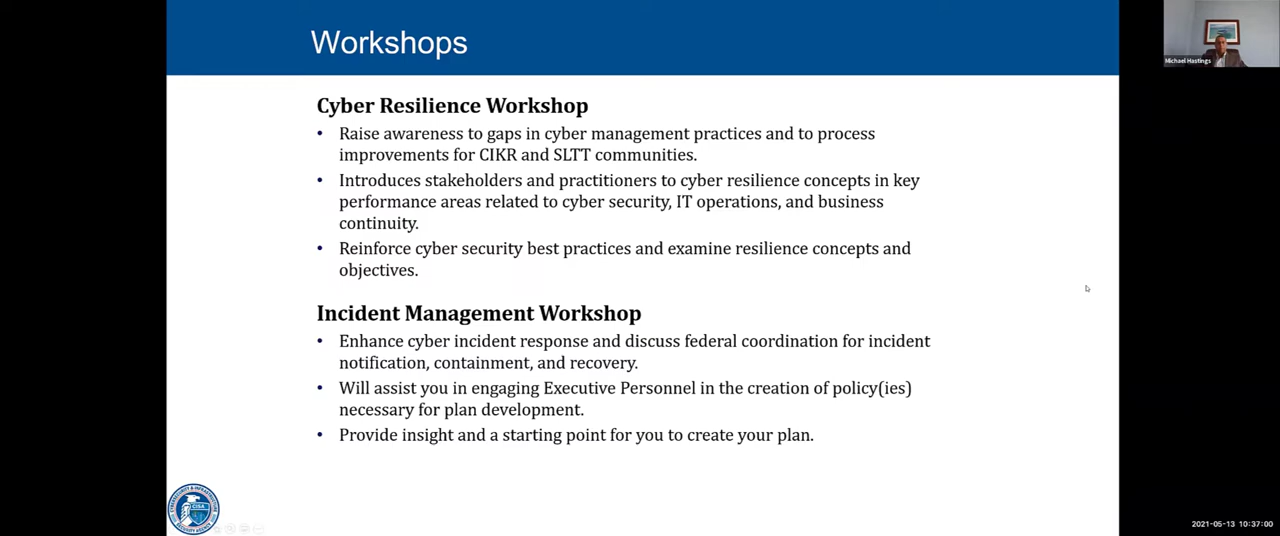 Workshops
Michael Hastings
Cyber Resilience Workshop
• Raise awareness to gaps in cyber management practices and to process
improvements for CIKR and SLTT communities.
• Introduces stakeholders and practitioners to cyber resilience concepts in key
performance areas related to cyber security, IT operations, and business
continuity.
• Reinforce cyber security best practices and examine resilience concepts and
objectives.
Incident Management Workshop
• Enhance cyber incident response and discuss federal coordination for incident
notification, containment, and recovery.
• Will assist you in engaging Executive Personnel in the creation of policy(ies)
necessary for plan development.
• Provide insight and a starting point for you to create your plan.
CYBERSECURITY & INFRASTRUCTURE
CISA
SECURITY AGENCY
2021-05-13 10:37:00